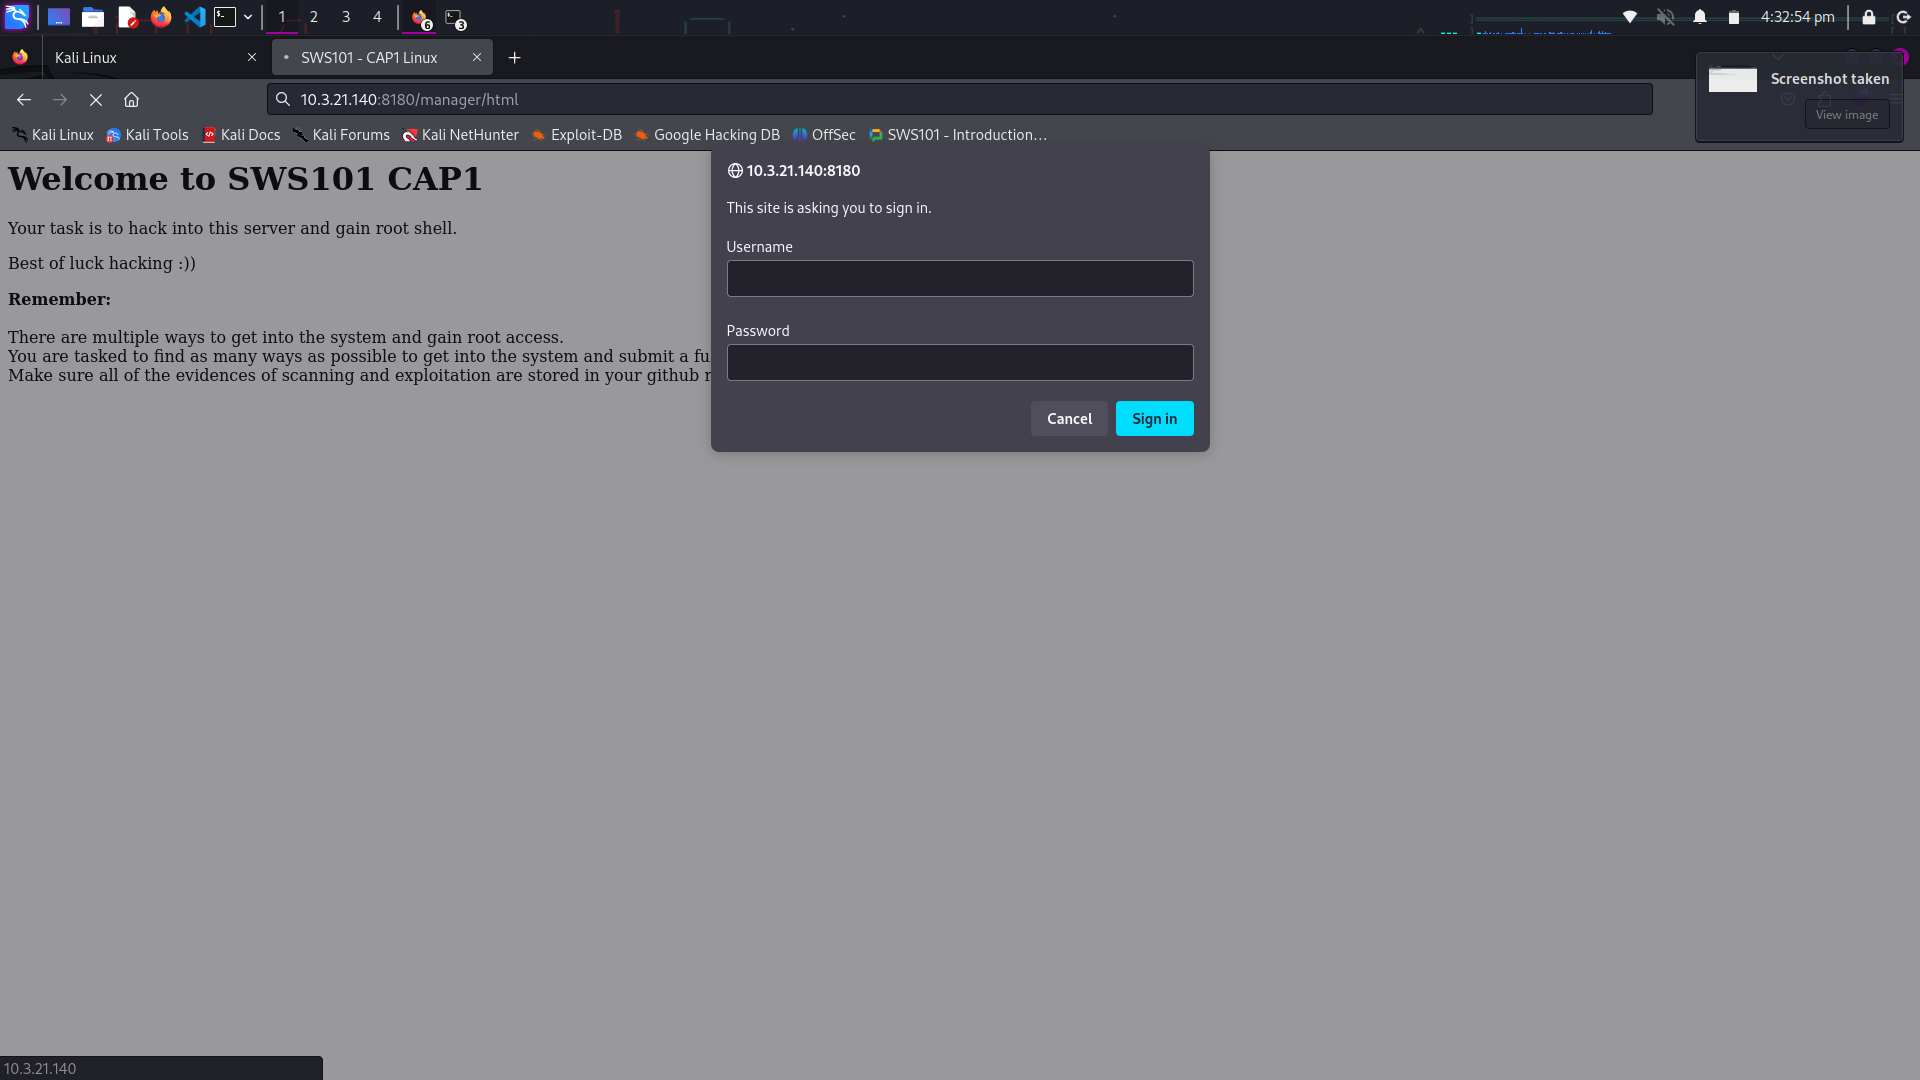 1 2 3 4 6 3 4:32:54 pm
Kali Linux SWS101 - CAP1 Linux
Screenshot taken
View image
10.3.21.140:8180/manager/html
Kali Linux Kali Tools Kali Docs Kali Forums Kali NetHunter Exploit-DB Google Hacking DB OffSec SWS101 - Introduction…
Welcome to SWS101 CAP1
Your task is to hack into this server and gain root shell.
Best of luck hacking :))
Remember:
There are multiple ways to get into the system and gain root access.
You are tasked to find as many ways as possible to get into the system and submit a
Make sure all of the evidences of scanning and exploitation are stored in your github
10.3.21.140:8180
This site is asking you to sign in.
Username
Password
Cancel Sign in
10.3.21.140